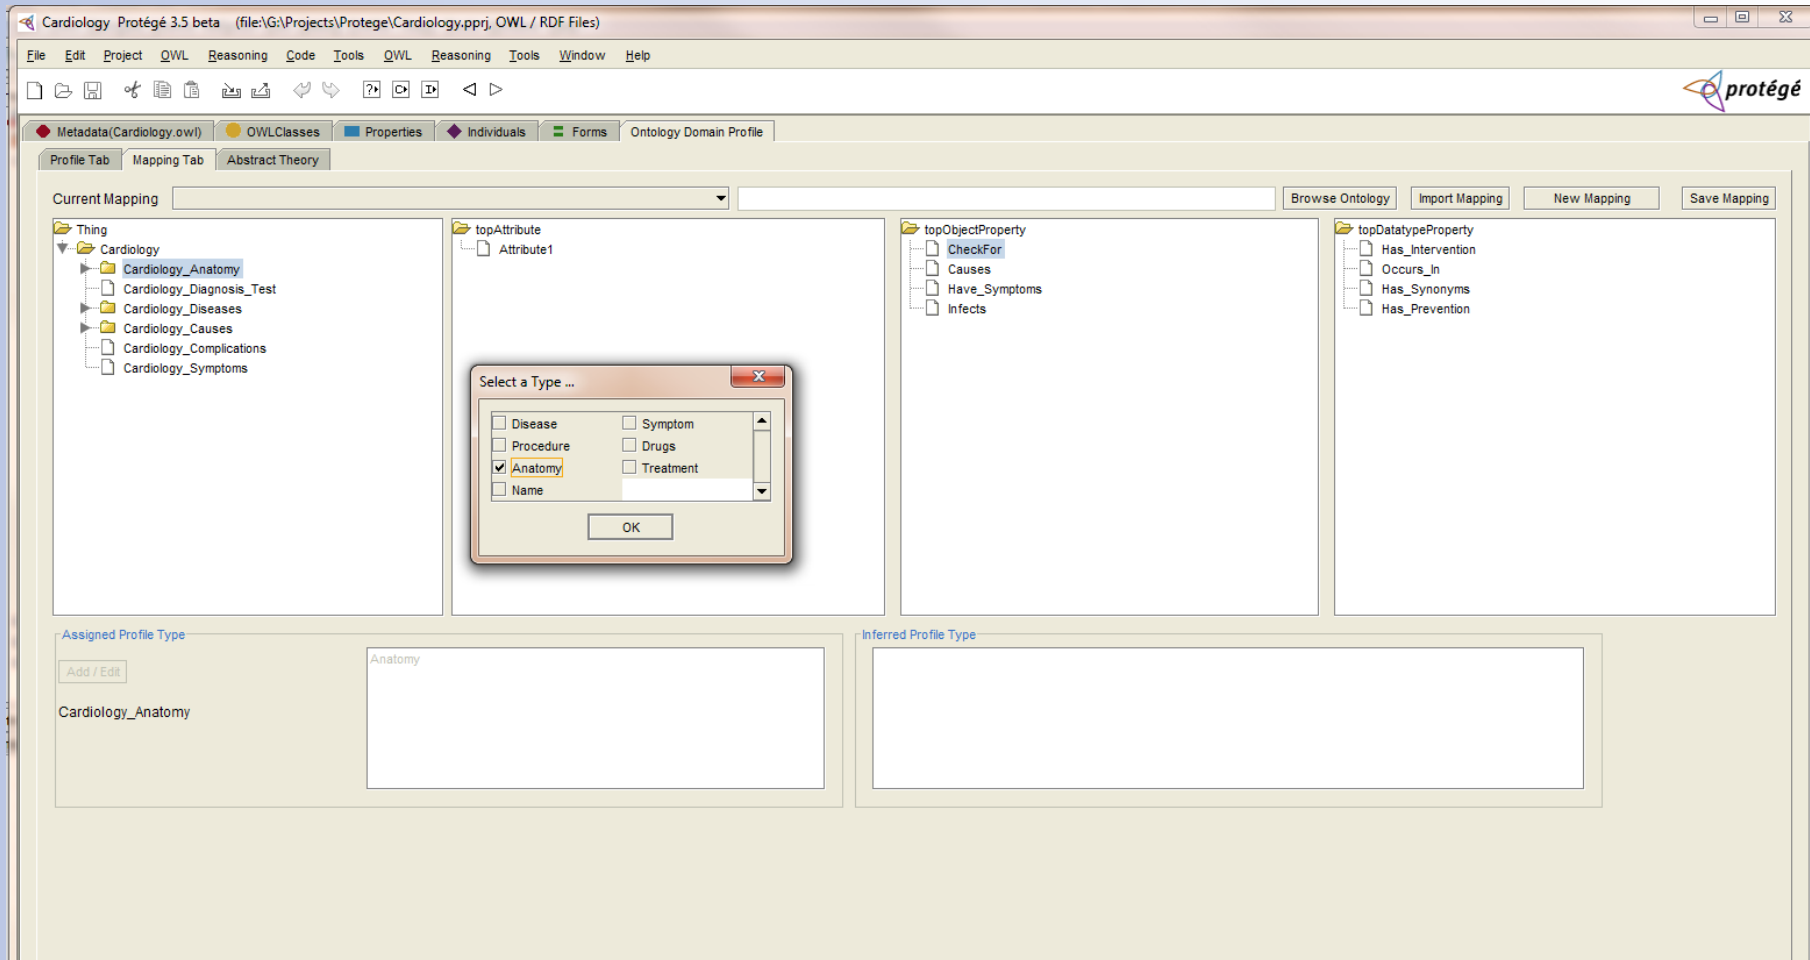 Cardiology  Protégé 3.5 beta    (file:\G:\Projects\Protege\Cardiology.pprj, OWL / RDF Files)
File Edit Project OWL Reasoning Code Tools OWL Reasoning Tools Window Help
protégé
Metadata(Cardiology.owl) OWLClasses Properties Individuals Forms Ontology Domain Profile
Profile Tab Mapping Tab Abstract Theory
Current Mapping Browse Ontology Import Mapping New Mapping Save Mapping
Thing
Cardiology
Cardiology_Anatomy
Cardiology_Diagnosis_Test
Cardiology_Diseases
Cardiology_Causes
Cardiology_Complications
Cardiology_Symptoms
topAttribute
Attribute1
topObjectProperty
CheckFor
Causes
Have_Symptoms
Infects
topDatatypeProperty
Has_Intervention
Occurs_In
Has_Synonyms
Has_Prevention
Select a Type ...
Disease Symptom
Procedure Drugs
Anatomy Treatment
Name
OK
Assigned Profile Type
Add / Edit
Cardiology_Anatomy
Anatomy
Inferred Profile Type